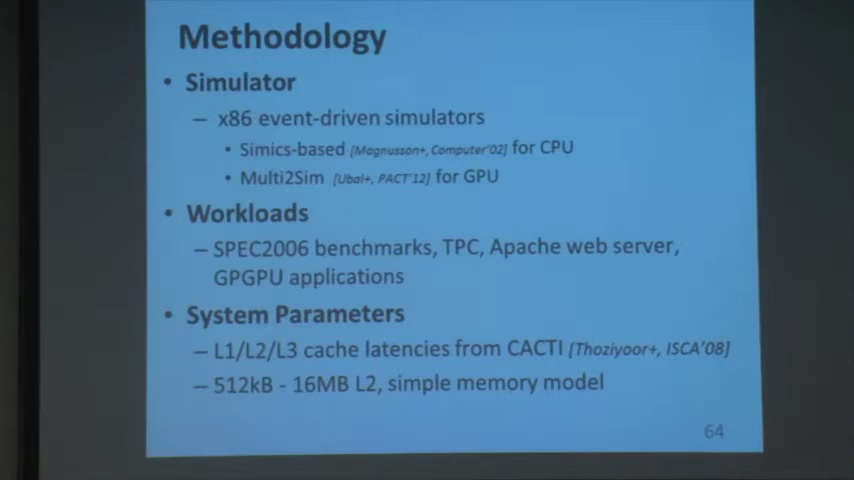 Methodology
• Simulator
– x86 event-driven simulators
• Simics-based [Magnusson+, Computer'02] for CPU
• Multi2Sim [Ubal+, PACT'12] for GPU
• Workloads
– SPEC2006 benchmarks, TPC, Apache web server,
GPGPU applications
• System Parameters
– L1/L2/L3 cache latencies from CACTI [Thoziyoor+, ISCA'08]
– 512kB - 16MB L2, simple memory model
64